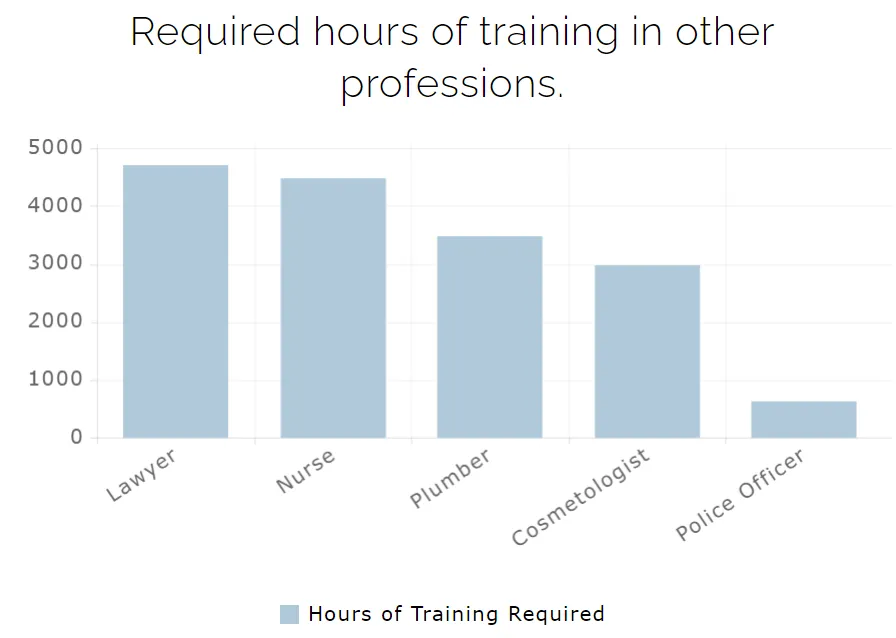 Required hours of training in other
professions.
5000
4000
3000
2000
1000
0
Lawyer
Nurse
Plumber
Cosmetologist
Police Officer
Hours of Training Required